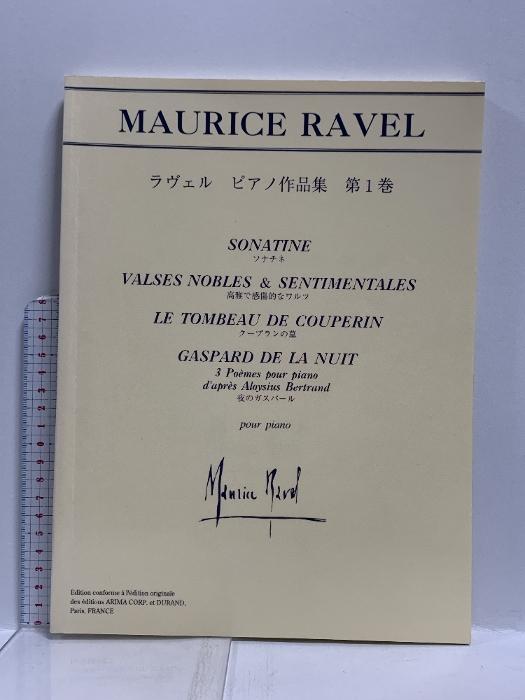 MAURICE RAVEL
ラヴェル ピアノ作品集 第1巻
SONATINE
ソナチネ
VALSES NOBLES & SENTIMENTALES
高雅で感傷的なワルツ
LE TOMBEAU DE COUPERIN
クープランの墓
GASPARD DE LA NUIT
3 Poèmes pour piano
d'après Aloysius Bertrand
夜のガスパール
pour piano
Maurice Ravel
Edition conforme à l'édition originale
des éditions ARIMA CORP. et DURAND,
Paris, FRANCE